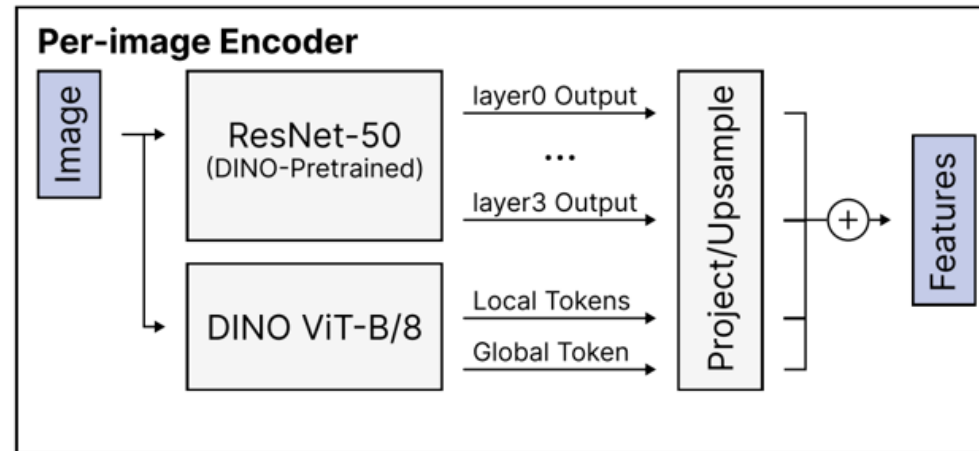 Per-image Encoder
Image
ResNet-50
(DINO-Pretrained)
layer0 Output
...
layer3 Output
DINO ViT-B/8
Local Tokens
Global Token
Project/Upsample
+
Features